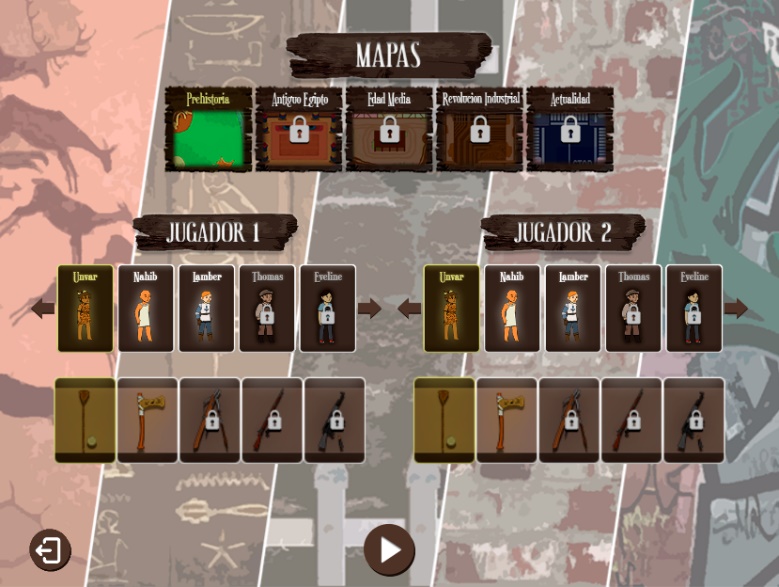 MAPAS
Prehistoria
Antiguo Egipto
Edad Media
Revolucion Industrial
Actualidad
JUGADOR 1
JUGADOR 2
Unvar
Nahib
Lamber
Thomas
Eveline
Unvar
Nahib
Lamber
Thomas
Eveline